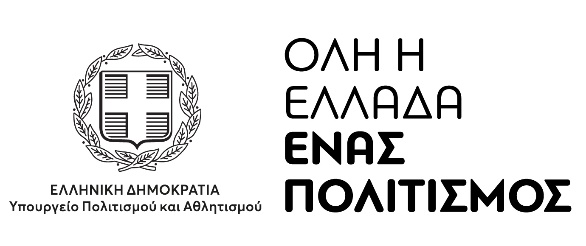 ΕΛΛΗΝΙΚΗ ΔΗΜΟΚΡΑΤΙΑ
Υπουργείο Πολιτισμού και Αθλητισμού
ΟΛΗ Η
ΕΛΛΑΔΑ
ΕΝΑΣ
ΠΟΛΙΤΙΣΜΟΣ